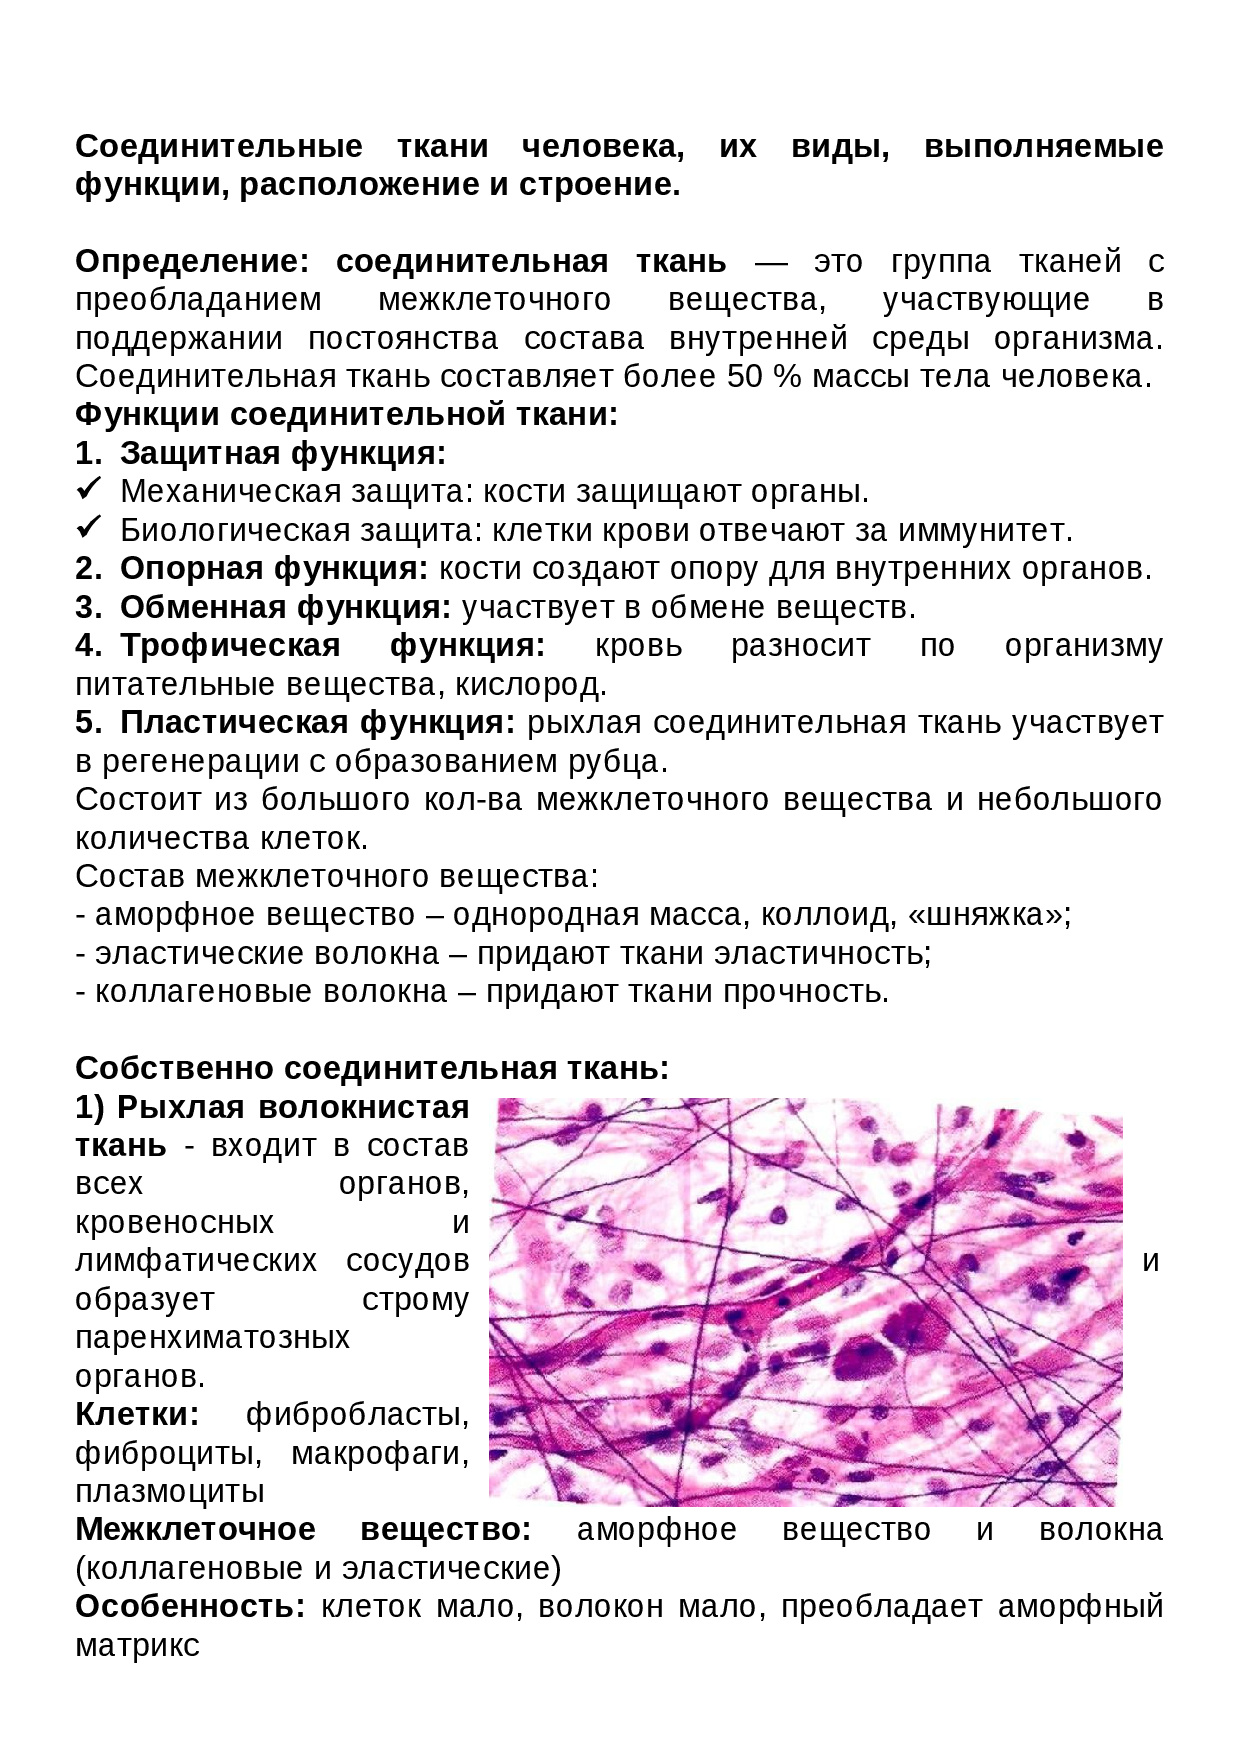 Соединительные ткани человека, их виды, выполняемые
функции, расположение и строение.
Определение: соединительная ткань — это группа тканей с
преобладанием межклеточного вещества, участвующие в
поддержании постоянства состава внутренней среды организма.
Соединительная ткань составляет более 50 % массы тела человека.
Функции соединительной ткани:
1. Защитная функция:
✓ Механическая защита: кости защищают органы.
✓ Биологическая защита: клетки крови отвечают за иммунитет.
2. Опорная функция: кости создают опору для внутренних органов.
3. Обменная функция: участвует в обмене веществ.
4. Трофическая функция: кровь разносит по организму
питательные вещества, кислород.
5. Пластическая функция: рыхлая соединительная ткань участвует
в регенерации с образованием рубца.
Состоит из большого кол-ва межклеточного вещества и небольшого
количества клеток.
Состав межклеточного вещества:
- аморфное вещество – однородная масса, коллоид, «шняжка»;
- эластические волокна – придают ткани эластичность;
- коллагеновые волокна – придают ткани прочность.
Собственно соединительная ткань:
1) Рыхлая волокнистая
ткань - входит в состав
всех органов,
кровеносных и
лимфатических сосудов и
образует строму
паренхиматозных
органов.
Клетки: фибробласты,
фиброциты, макрофаги,
плазмоциты
Межклеточное вещество: аморфное вещество и волокна
(коллагеновые и эластические)
Особенность: клеток мало, волокон мало, преобладает аморфный
матрикс